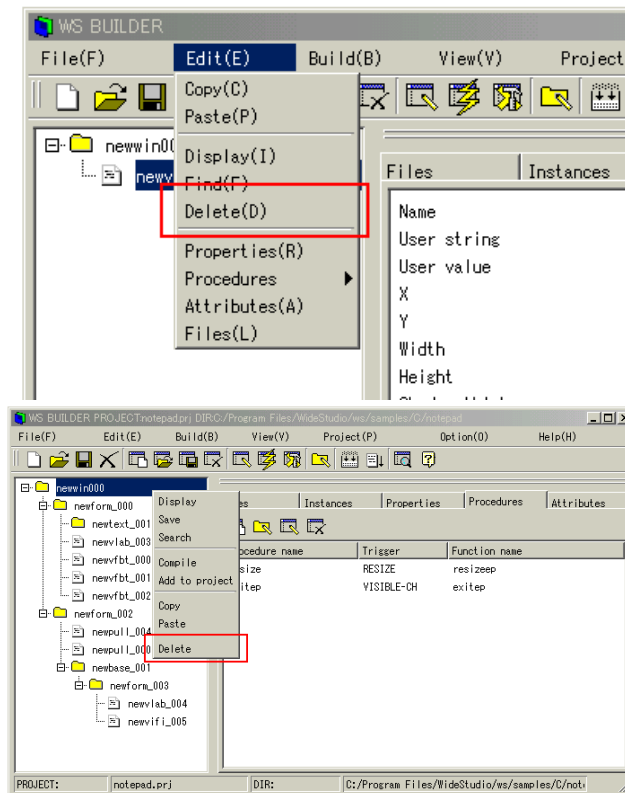 WS BUILDER
File(F) Edit(E) Build(B) View(V) Project
Copy(C)
Paste(P)
Display(I)
Find(F)
Delete(D)
Properties(R)
Procedures
Attributes(A)
Files(L)
Files Instances
Name
User string
User value
X
Y
Width
Height
WS BUILDER PROJECT:notepad.prj DIR:C:/Program Files/WideStudio/ws/samples/C/notepad
File(F) Edit(E) Build(B) View(V) Project(P) Option(O) Help(H)
newwin000
newform_000
newtext_001
newvlab_003
newvfbt_000
newvfbt_001
newvfbt_002
newform_002
newpull_004
newpull_000
newbase_001
newform_003
newvlab_004
newvifi_005
Display
Save
Search
Compile
Add to project
Copy
Paste
Delete
Instances Properties Procedures Attributes
Trigger Function name
RESIZE resizeep
VISIBLE-CH exitep
PROJECT: notepad.prj DIR: C:/Program Files/WideStudio/ws/samples/C/not